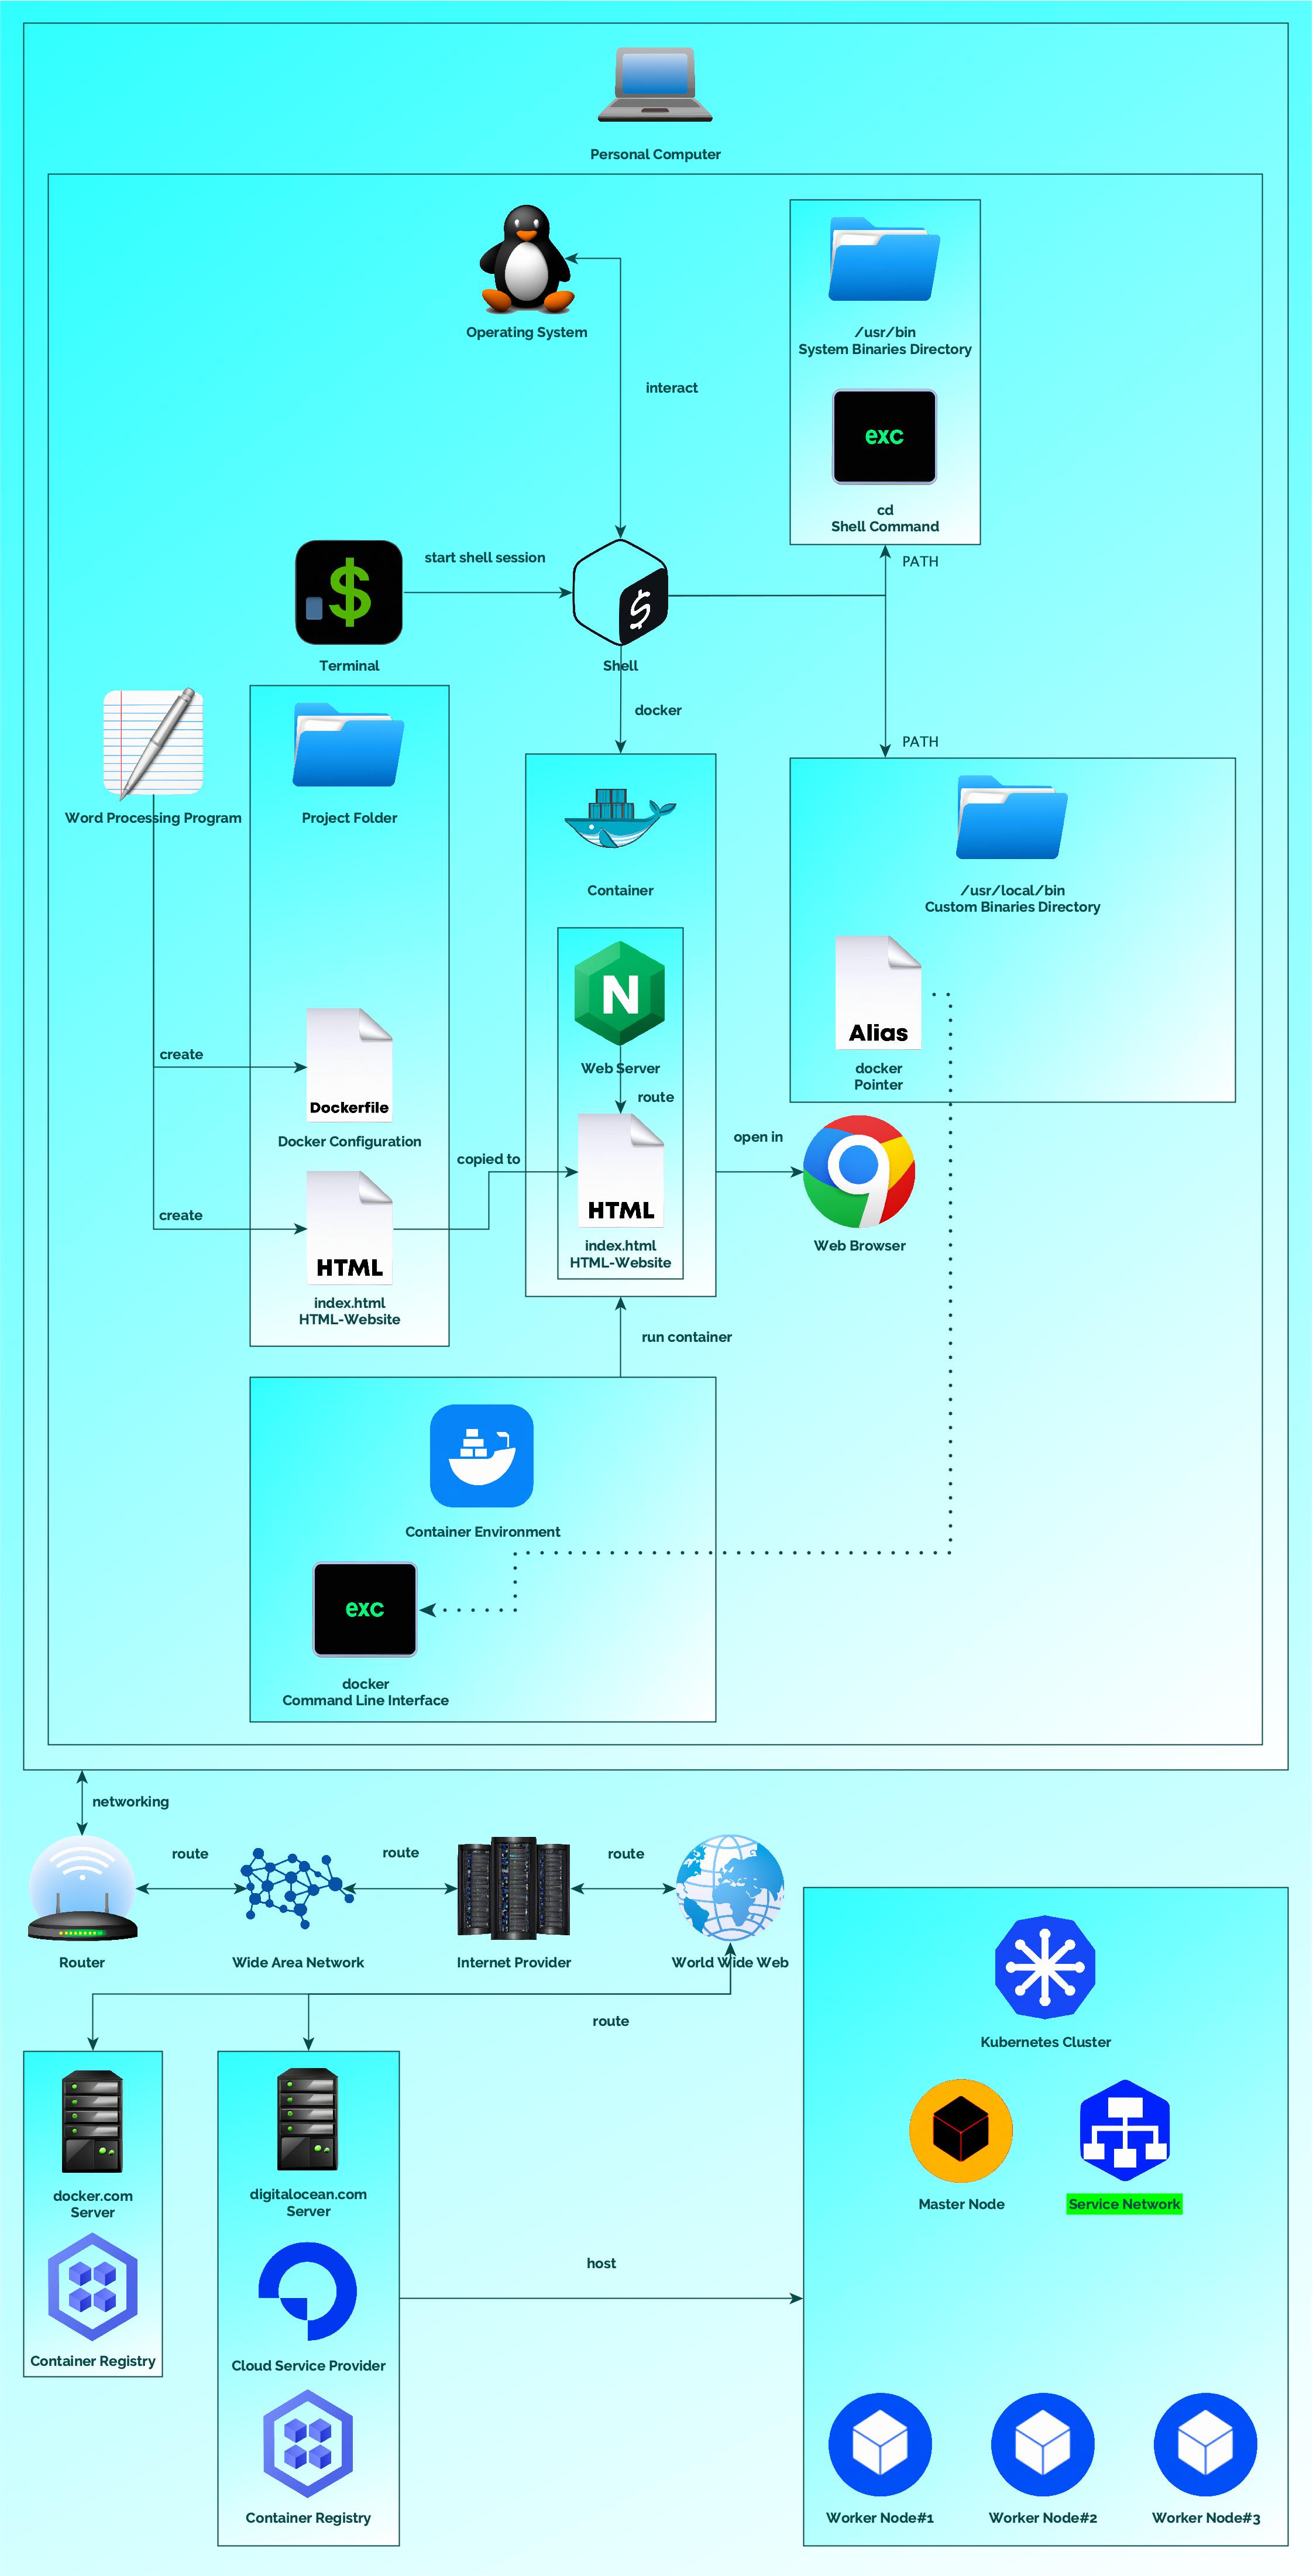 Personal Computer
Operating System
/usr/bin
System Binaries Directory
interact
exc
cd
Shell Command
start shell session
PATH
$
$
Terminal
Shell
docker
PATH
Word Processing Program
Project Folder
Container
/usr/local/bin
Custom Binaries Directory
N
Alias
Web Server
docker
Pointer
create
route
Dockerfile
Docker Configuration
copied to
open in
create
HTML
HTML
index.html
HTML-Website
Web Browser
index.html
HTML-Website
run container
Container Environment
exc
docker
Command Line Interface
networking
route
route
route
Router
Wide Area Network
Internet Provider
World Wide Web
route
Kubernetes Cluster
docker.com
Server
digitalocean.com
Server
Master Node
Service Network
host
Container Registry
Cloud Service Provider
Container Registry
Worker Node#1
Worker Node#2
Worker Node#3